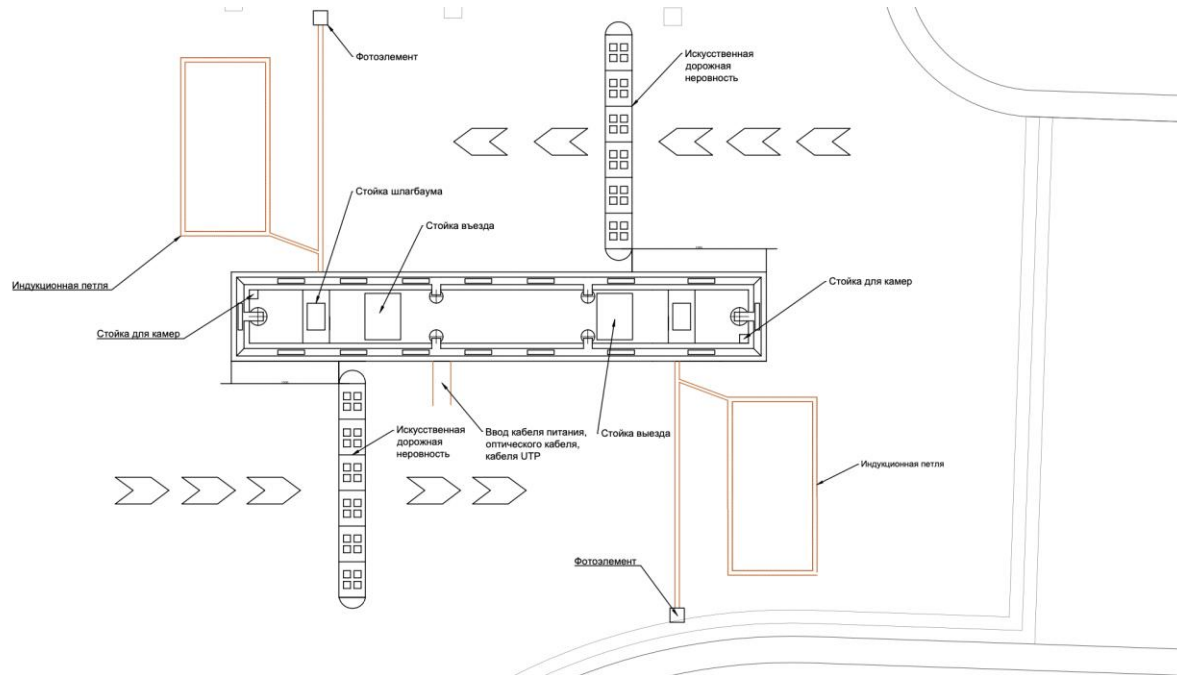 Фотоэлемент
Искусственная
дорожная
неровность
Стойка шлагбаума
Стойка въезда
Индукционная петля
Стойка для камер
Стойка для камер
Искусственная
дорожная
неровность
Ввод кабеля питания,
оптического кабеля,
кабеля UTP
Стойка выезда
Индукционная петля
Фотоэлемент